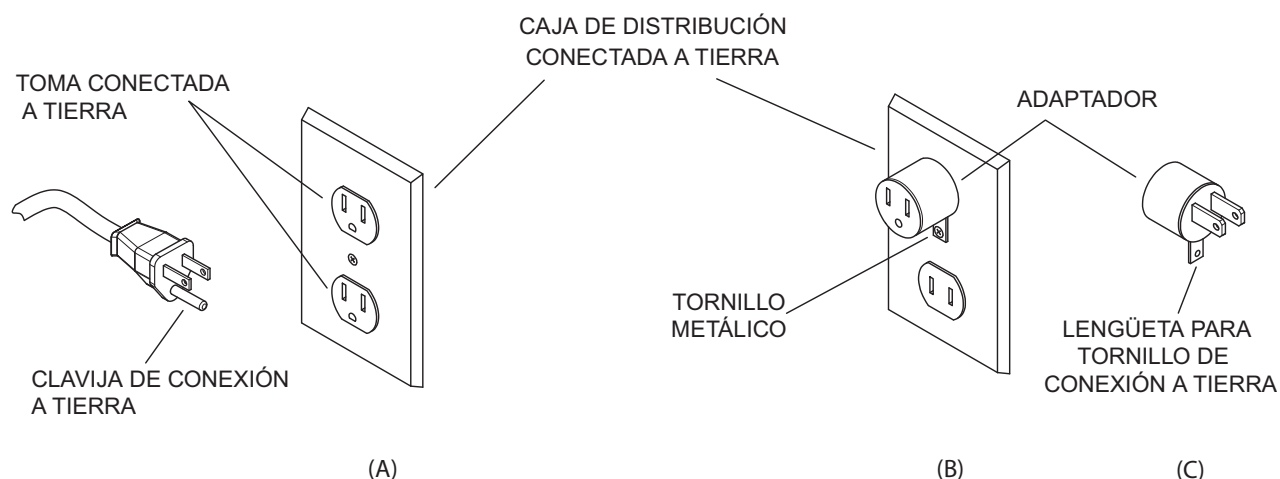 CAJA DE DISTRIBUCIÓN
CONECTADA A TIERRA
TOMA CONECTADA
A TIERRA
ADAPTADOR
TORNILLO
METÁLICO
LENGÜETA PARA
TORNILLO DE
CONEXIÓN A TIERRA
CLAVIJA DE CONEXIÓN
A TIERRA
(A)
(B)
(C)